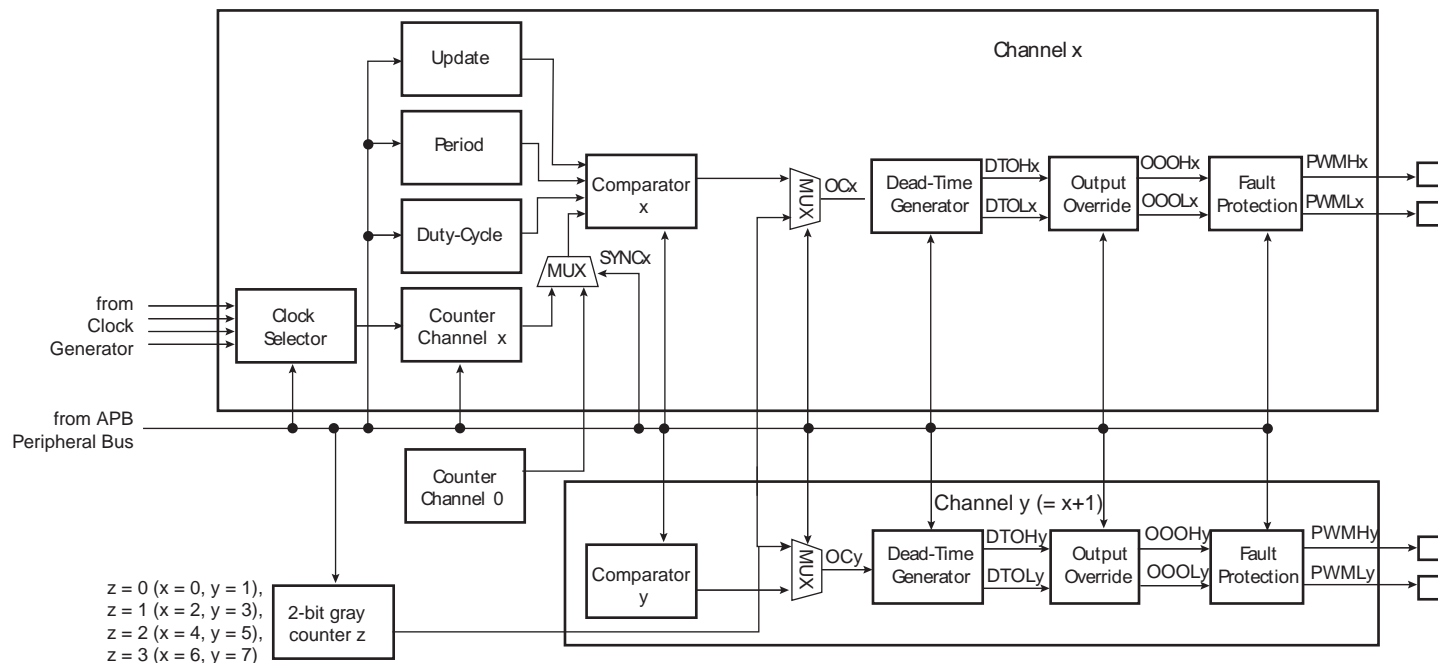 Channel x
Update
Period
Duty-Cycle
Comparator
x
MUX
SYNCx
MUX
OCx
Dead-Time
Generator
DTOHx
DTOLx
Output
Override
OOOHx
OOOLx
Fault
Protection
PWMHx
PWMLx
from
Clock
Generator
Clock
Selector
Counter
Channel x
from APB
Peripheral Bus
Counter
Channel 0
Channel y (= x+1)
Comparator
y
MUX
OCy
Dead-Time
Generator
DTOHy
DTOLy
Output
Override
OOOHy
OOOLy
Fault
Protection
PWMHy
PWMLy
z = 0 (x = 0, y = 1),
z = 1 (x = 2, y = 3),
z = 2 (x = 4, y = 5),
z = 3 (x = 6, y = 7)
2-bit gray
counter z